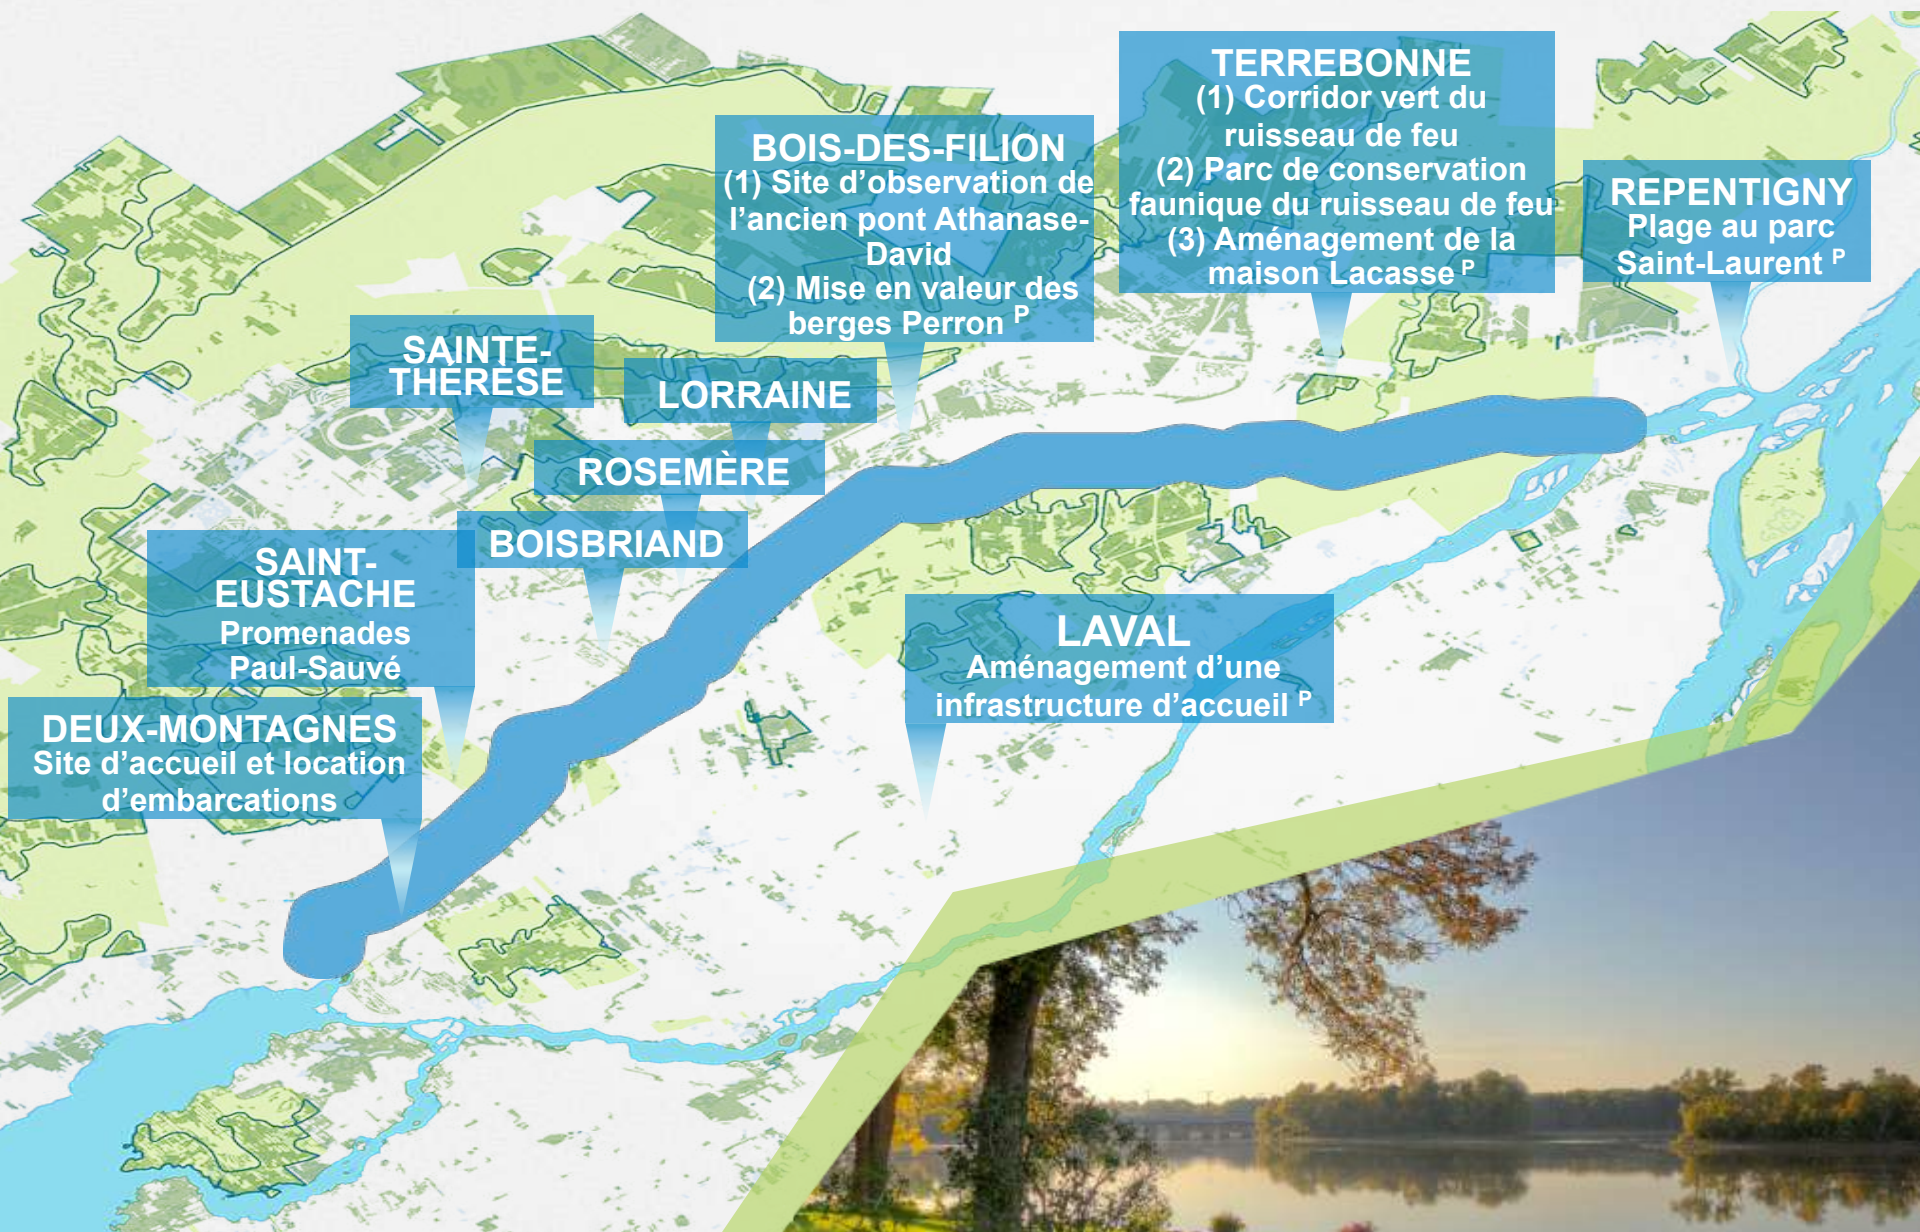 TERREBONNE
(1) Corridor vert du
ruisseau de feu
(2) Parc de conservation
faunique du ruisseau de feu
(3) Aménagement de la
maison Lacasse P
BOIS-DES-FILION
(1) Site d’observation de
l’ancien pont Athanase-
David
(2) Mise en valeur des
berges Perron P
REPENTIGNY
Plage au parc
Saint-Laurent P
SAINTE-
THÉRÈSE
LORRAINE
ROSEMÈRE
BOISBRIAND
SAINT-
EUSTACHE
Promenades
Paul-Sauvé
LAVAL
Aménagement d’une
infrastructure d’accueil P
DEUX-MONTAGNES
Site d’accueil et location
d’embarcations